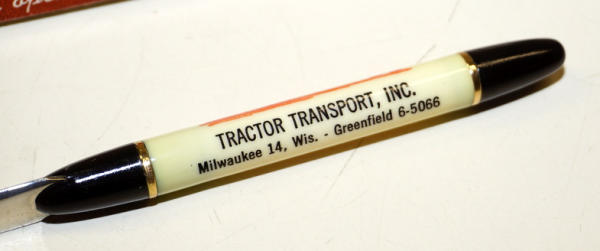 TRACTOR TRANSPORT, INC.
Milwaukee 14, Wis. - Greenfield 6-5066